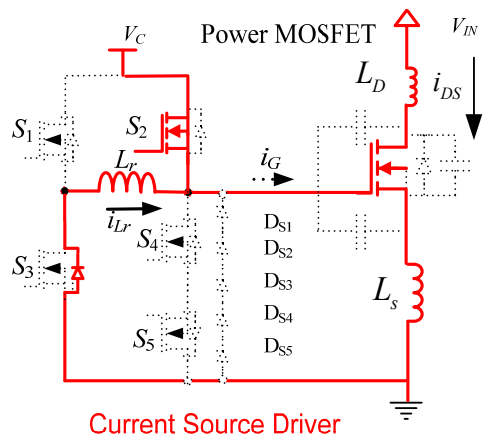 V_C
Power MOSFET
V_IN
L_D
i_DS
S_1
S_2
L_r
i_G
i_Lr
S_4
D_S1
D_S2
S_3
D_S3
L_s
D_S4
S_5
D_S5
Current Source Driver